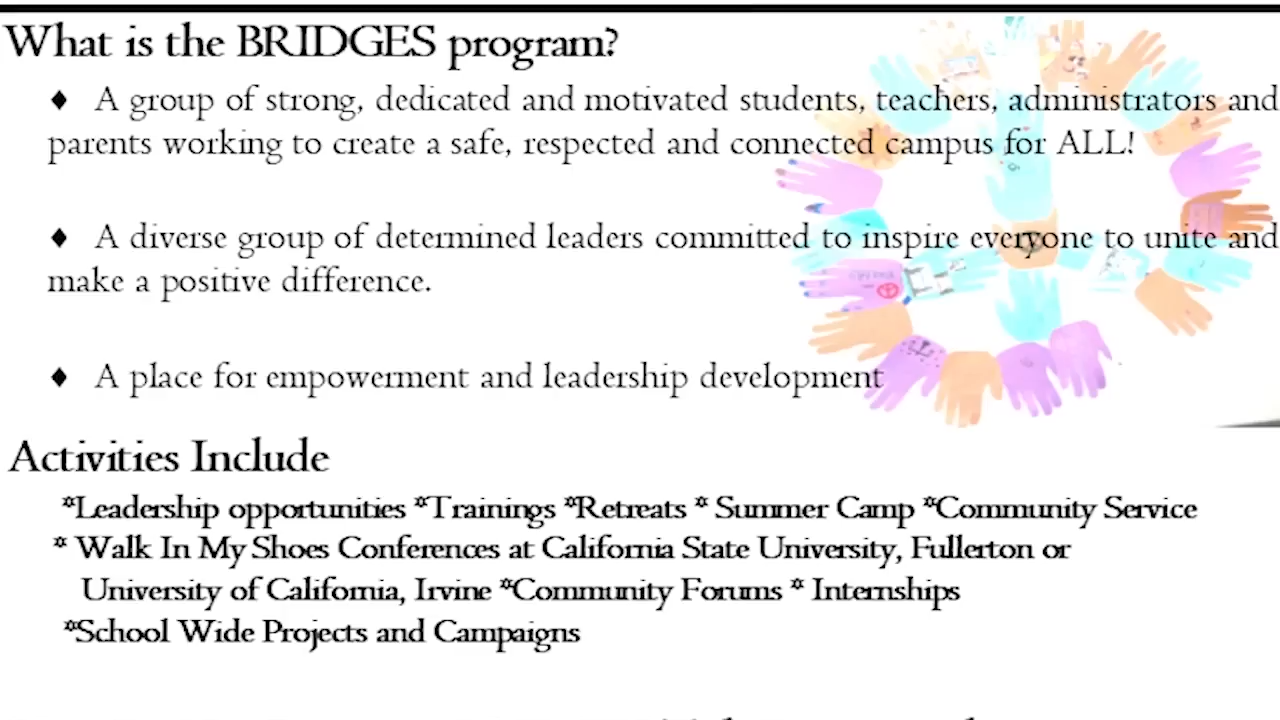 What is the BRIDGES program?
♦ A group of strong, dedicated and motivated students, teachers, administrators and
parents working to create a safe, respected and connected campus for ALL!
♦ A diverse group of determined leaders committed to inspire everyone to unite and
make a positive difference.
♦ A place for empowerment and leadership development
Activities Include
*Leadership opportunities *Trainings *Retreats * Summer Camp *Community Service
* Walk In My Shoes Conferences at California State University, Fullerton or
University of California, Irvine *Community Forums * Internships
*School Wide Projects and Campaigns